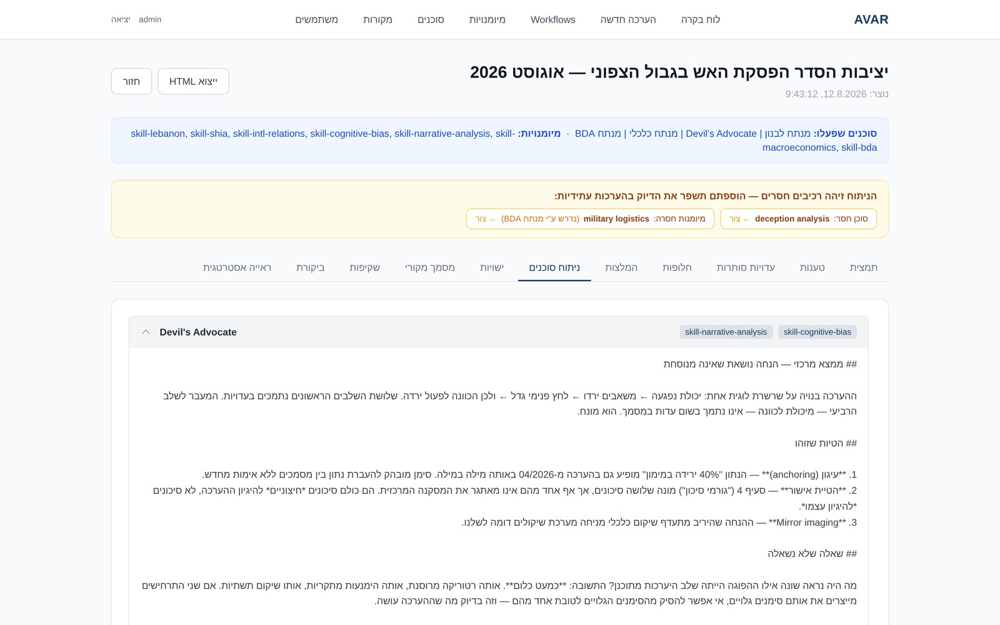 AVAR
לוח בקרה
הערכה חדשה
Workflows
מיומנויות
סוכנים
מקורות
משתמשים
admin
יציאה
יציבות הסדר הפסקת האש בגבול הצפוני — אוגוסט 2026
נוצר: 12.8.2026, 9:43:12
ייצוא HTML
חזור
סוכנים שפעלו: מנתח לבנון | Devil's Advocate | מנתח כלכלי | מנתח BDA · מיומנויות: skill-lebanon, skill-shia, skill-intl-relations, skill-cognitive-bias, skill-narrative-analysis, skill-
macroeconomics, skill-bda
הניתוח זיהה רכיבים חסרים — הוספתם תשפר את הדיוק בהערכות עתידיות:
סוכן חסר: deception analysis ← צור
מיומנות חסרה: military logistics (נדרש ע"י מנתח BDA) ← צור
תמצית
טענות
עדויות סותרות
חלופות
המלצות
ניתוח סוכנים
ישויות
מסמך מקורי
שקיפות
ביקורת
ראייה אסטרטגית
skill-cognitive-bias
skill-narrative-analysis
Devil's Advocate
## ממצא מרכזי — הנחה נושאת שאינה מנוסחת
ההערכה בנויה על שרשרת לוגית אחת: יכולת נפגעה ← משאבים ירדו ← לחץ פנימי גדל ← ולכן הכוונה לפעול ירדה. שלושת השלבים הראשונים נתמכים בעדויות. המעבר לשלב
הרביעי — מיכולת לכוונה — אינו נתמך בשום עדות במסמך. הוא מונח.
## הטיות שזוהו
1. **עיגון (anchoring)** — הנתון "40% ירידה במימון" מופיע גם בהערכה מ-04/2026 באותה מילה במילה. סימן מובהק להעברת נתון בין מסמכים ללא אימות מחדש.
2. **הטיית אישור** — סעיף 4 ("גורמי סיכון") מונה שלושה סיכונים, אך אף אחד מהם אינו מאתגר את המסקנה המרכזית. הם כולם סיכונים *חיצוניים* להיגיון ההערכה, לא סיכונים
*להיגיון עצמו*.
3. **Mirror imaging** — ההנחה שהיריב מתעדף שיקום כלכלי מניחה מערכת שיקולים דומה לשלנו.
## שאלה שלא נשאלה
מה היה נראה שונה אילו ההפוגה הייתה שלב היערכות מתוכנן? התשובה: **כמעט כלום**. אותה רטוריקה מרוסנת, אותה הימנעות מתקריות, אותו שיקום תשתיות. אם שני התרחישים
מייצרים את אותם סימנים גלויים, אי אפשר להסיק מהסימנים הגלויים לטובת אחד מהם — וזה בדיוק מה שההערכה עושה.